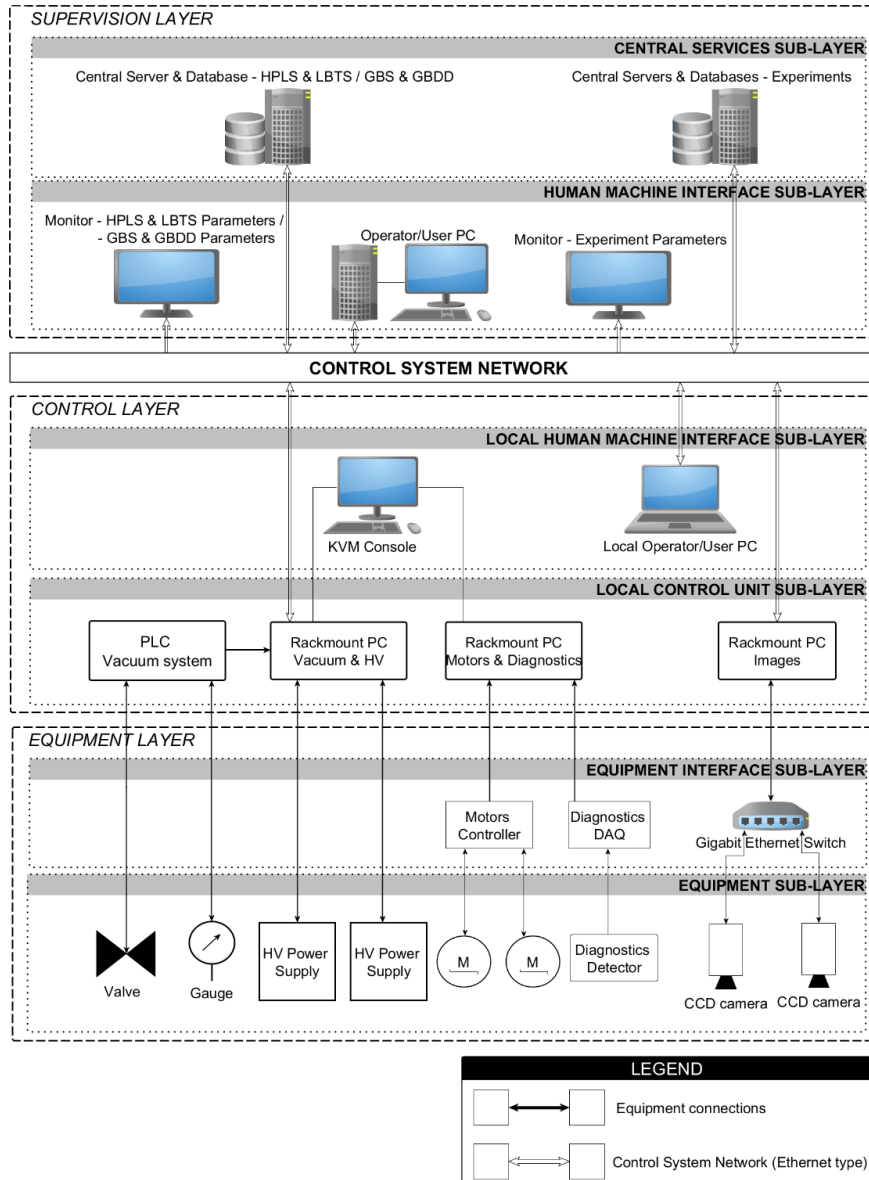 SUPERVISION LAYER
CENTRAL SERVICES SUB-LAYER
Central Server & Database - HPLS & LBTS / GBS & GBDD
Central Servers & Databases - Experiments
HUMAN MACHINE INTERFACE SUB-LAYER
Monitor - HPLS & LBTS Parameters /
- GBS & GBDD Parameters
Operator/User PC
Monitor - Experiment Parameters
CONTROL SYSTEM NETWORK
CONTROL LAYER
LOCAL HUMAN MACHINE INTERFACE SUB-LAYER
KVM Console
Local Operator/User PC
LOCAL CONTROL UNIT SUB-LAYER
PLC
Vacuum system
Rackmount PC
Vacuum & HV
Rackmount PC
Motors & Diagnostics
Rackmount PC
Images
EQUIPMENT LAYER
EQUIPMENT INTERFACE SUB-LAYER
Motors
Controller
Diagnostics
DAQ
Gigabit Ethernet Switch
EQUIPMENT SUB-LAYER
Valve
Gauge
HV Power
Supply
HV Power
Supply
M
M
Diagnostics
Detector
CCD camera
CCD camera
LEGEND
Equipment connections
Control System Network (Ethernet type)